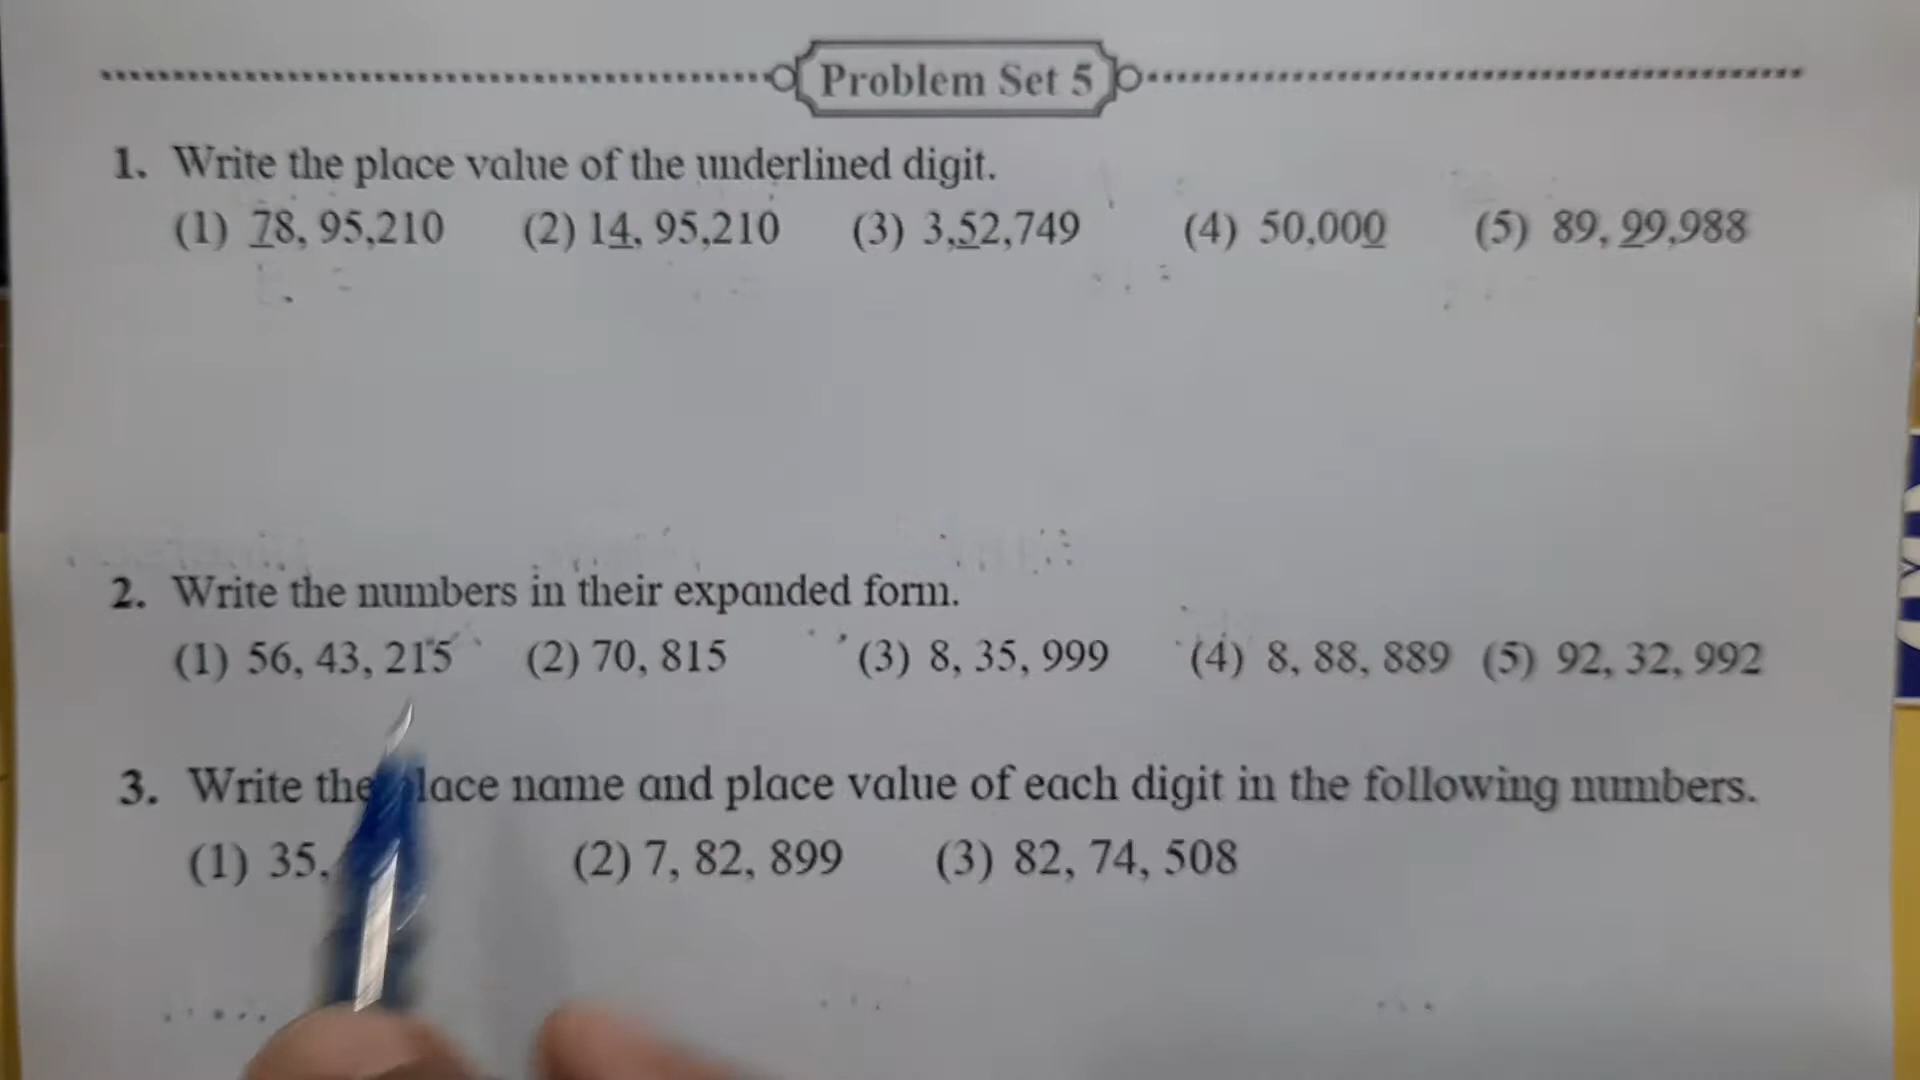 Problem Set 5
1. Write the place value of the underlined digit.
(1) 78, 95,210 (2) 14, 95,210 (3) 3,52,749 (4) 50,000 (5) 89, 99,988
2. Write the numbers in their expanded form.
(1) 56, 43, 215 (2) 70, 815 (3) 8, 35, 999 (4) 8, 88, 889 (5) 92, 32, 992
3. Write the name and place value of each digit in the following numbers.
(1) 35, (2) 7, 82, 899 (3) 82, 74, 508